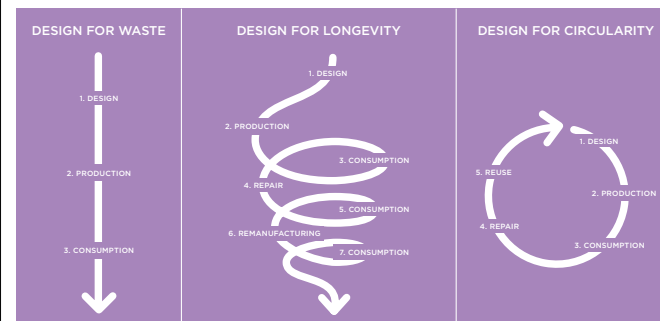 DESIGN FOR WASTE
1. DESIGN
2. PRODUCTION
3. CONSUMPTION
DESIGN FOR LONGEVITY
1. DESIGN
2. PRODUCTION
3. CONSUMPTION
4. REPAIR
5. CONSUMPTION
6. REMANUFACTURING
7. CONSUMPTION
DESIGN FOR CIRCULARITY
1. DESIGN
2. PRODUCTION
3. CONSUMPTION
4. REPAIR
5. REUSE